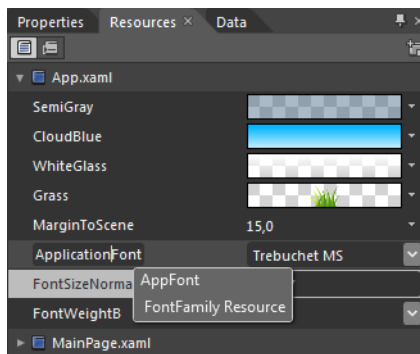 Properties Resources × Data
App.xaml
SemiGray
CloudBlue
WhiteGlass
Grass
MarginToScene 15,0
ApplicationFont Trebuchet MS
FontSizeNorma
AppFont
FontFamily Resource
FontWeightB
MainPage.xaml